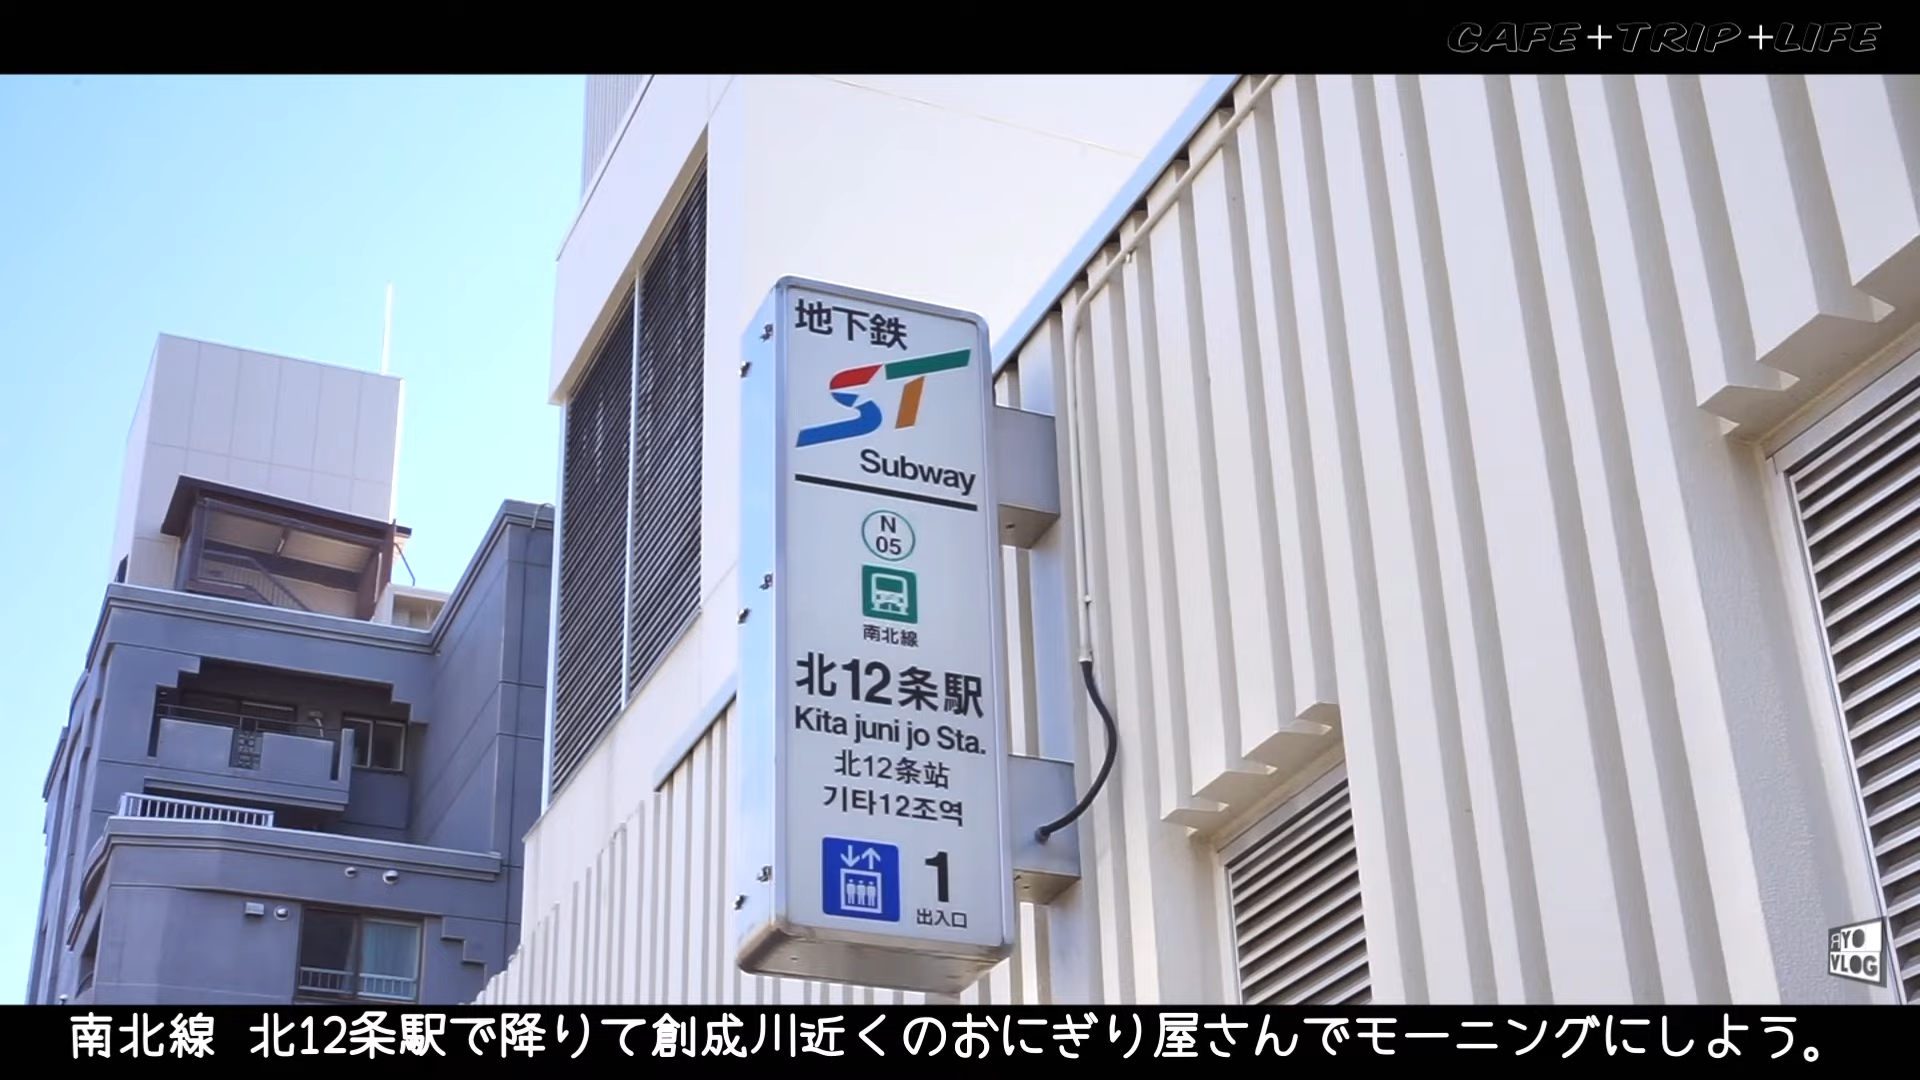 CAFE+TRIP+LIFE
地下鉄
ST
Subway
N
05
南北線
北12条駅
Kita juni jo Sta.
北12条站
기타12조역
1
出入口
RYO
VLOG
南北線 北12条駅で降りて創成川近くのおにぎり屋さんでモーニングにしよう。